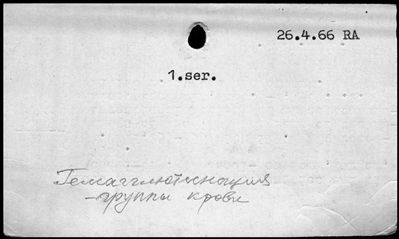 26.4.66 RA
1.ser.
Гемагглютинация
-группы крови